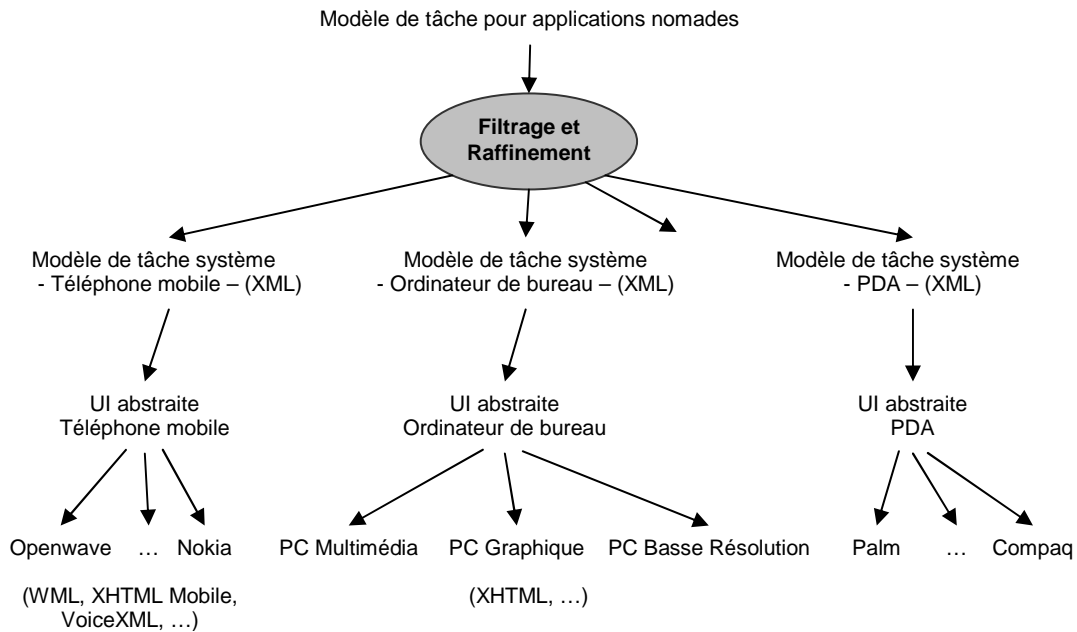 Modèle de tâche pour applications nomades
Filtrage et
Raffinement
Modèle de tâche système
- Téléphone mobile – (XML)
Modèle de tâche système
- Ordinateur de bureau – (XML)
Modèle de tâche système
- PDA – (XML)
UI abstraite
Téléphone mobile
UI abstraite
Ordinateur de bureau
UI abstraite
PDA
Openwave … Nokia
PC Multimédia PC Graphique PC Basse Résolution
Palm … Compaq
(WML, XHTML Mobile,
VoiceXML, …)
(XHTML, …)